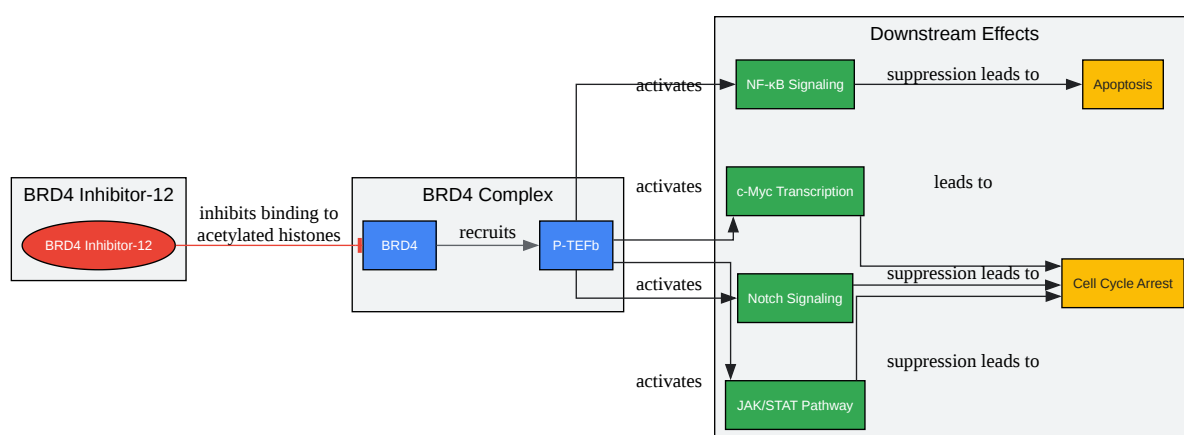 Downstream Effects
activates
NF-κB Signaling
suppression leads to
Apoptosis
BRD4 Inhibitor-12
BRD4 Inhibitor-12
inhibits binding to
acetylated histones
BRD4 Complex
BRD4
recruits
P-TEFb
activates
c-Myc Transcription
leads to
activates
Notch Signaling
suppression leads to
Cell Cycle Arrest
activates
JAK/STAT Pathway
suppression leads to